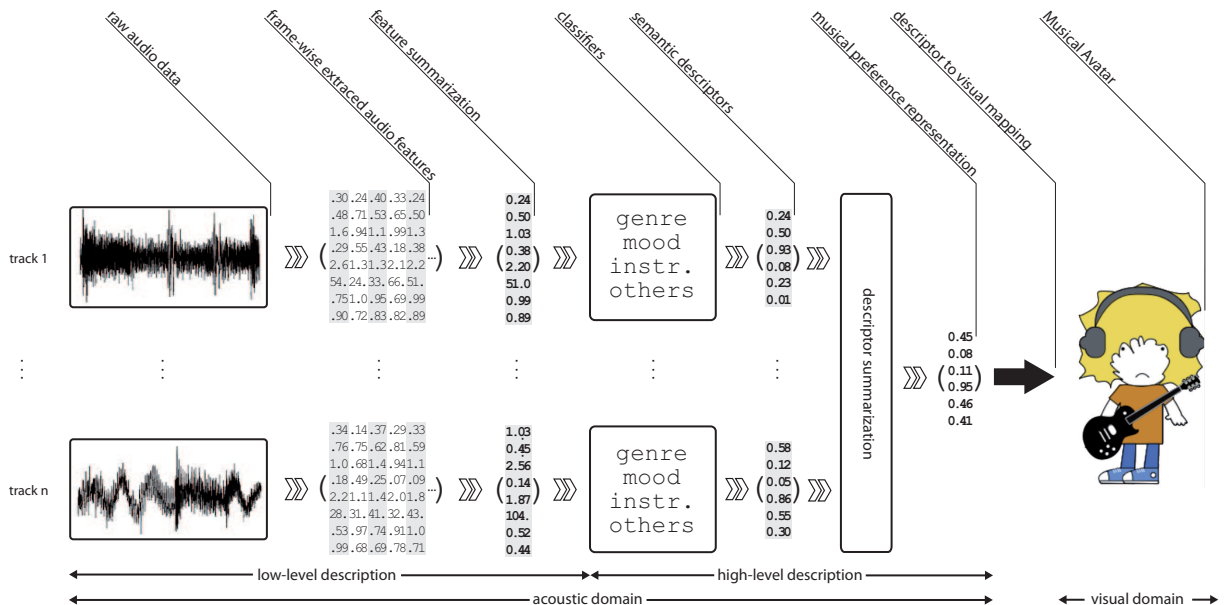 raw audio data
frame-wise extraced audio features
feature summarization
classifiers
semantic descriptors
musical preference representation
descriptor to visual mapping
Musical Avatar
track 1
.30.24.40.33.24
.48.71.53.65.50
1.6.941.1.991.3
.29.55.43.18.38
2.61.31.32.12.2
54.24.33.66.51.
.751.0.95.69.99
.90.72.83.82.89
(...)
0.24
0.50
1.03
0.38
2.20
51.0
0.99
0.89
genre
mood
instr.
others
0.24
0.50
0.93
0.08
0.23
0.01
descriptor summarization
0.45
0.08
0.11
0.95
0.46
0.41
track n
.34.14.37.29.33
.76.75.62.81.59
1.0.681.4.941.1
.18.49.25.07.09
2.21.11.42.01.8
28.31.41.32.43.
.53.97.74.911.0
.99.68.69.78.71
(...)
1.03
0.45
2.56
0.14
1.87
104.
0.52
0.44
genre
mood
instr.
others
0.58
0.12
0.05
0.86
0.55
0.30
low-level description
high-level description
acoustic domain
visual domain